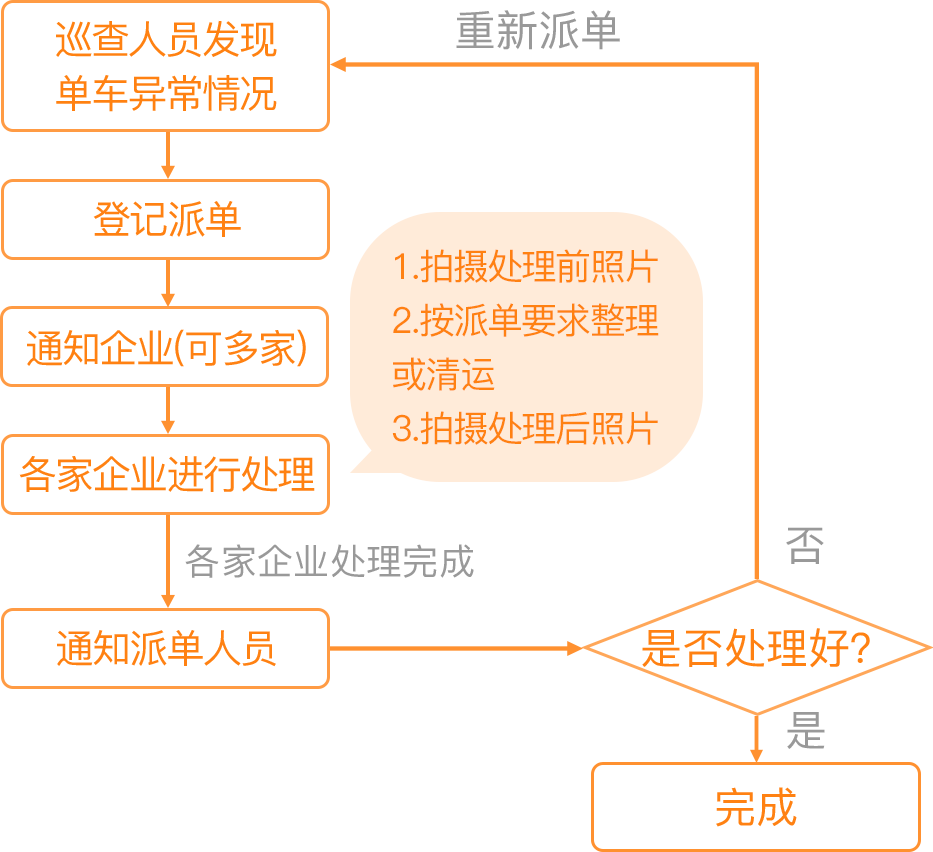 重新派单
巡查人员发现
单车异常情况
登记派单
1.拍摄处理前照片
2.按派单要求整理
或清运
3.拍摄处理后照片
通知企业(可多家)
各家企业进行处理
各家企业处理完成
否
通知派单人员
是否处理好?
是
完成